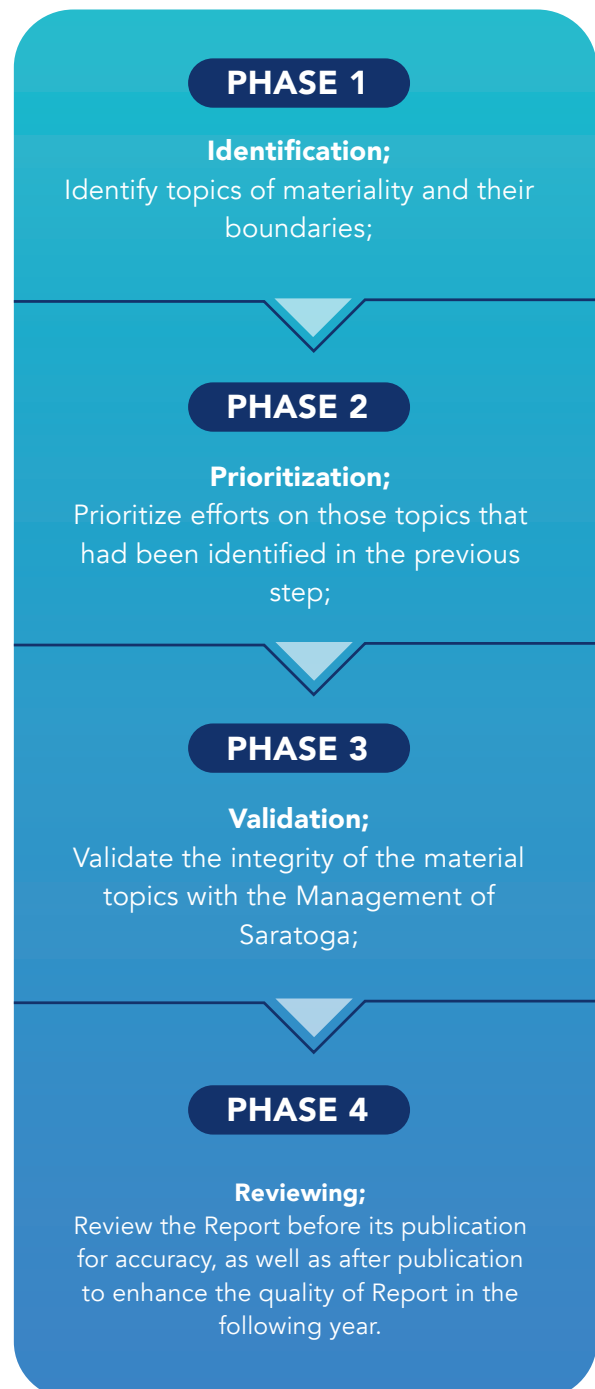 PHASE 1
Identification;
Identify topics of materiality and their
boundaries;
PHASE 2
Prioritization;
Prioritize efforts on those topics that
had been identified in the previous
step;
PHASE 3
Validation;
Validate the integrity of the material
topics with the Management of
Saratoga;
PHASE 4
Reviewing;
Review the Report before its publication
for accuracy, as well as after publication
to enhance the quality of Report in the
following year.